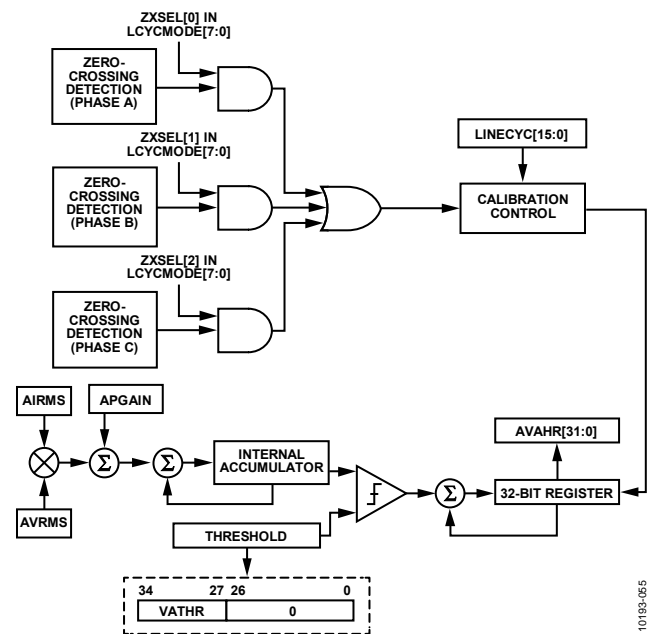 ZXSEL[0] IN
LCYCMODE[7:0]
ZERO-
CROSSING
DETECTION
(PHASE A)
ZXSEL[1] IN
LCYCMODE[7:0]
ZERO-
CROSSING
DETECTION
(PHASE B)
ZXSEL[2] IN
LCYCMODE[7:0]
ZERO-
CROSSING
DETECTION
(PHASE C)
LINECYC[15:0]
CALIBRATION
CONTROL
AIRMS
APGAIN
AVAHR[31:0]
Σ
Σ
INTERNAL
ACCUMULATOR
Σ
32-BIT REGISTER
AVRMS
THRESHOLD
34 27 26 0
VATHR 0
10193-055